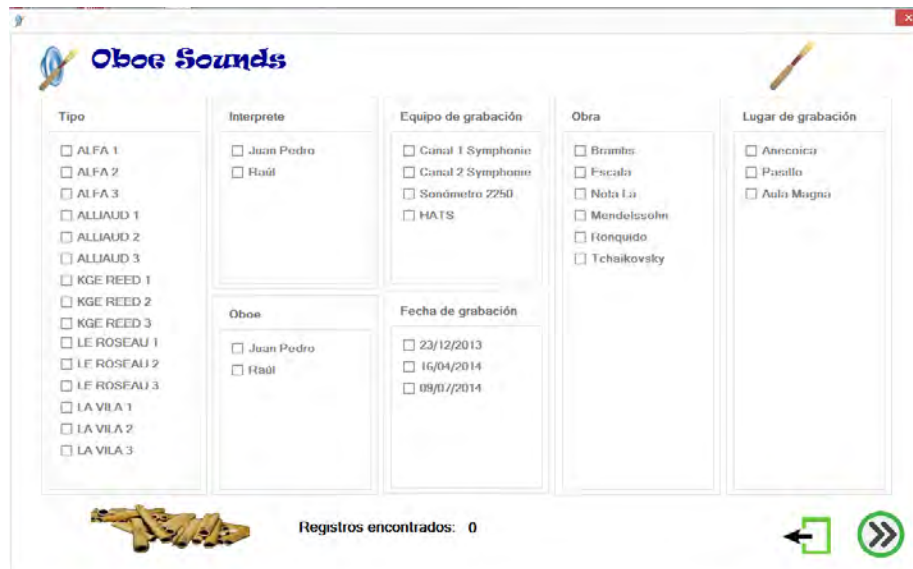 Oboe Sounds
Tipo
ALFA 1
ALFA 2
ALFA 3
ALLIAUD 1
ALLIAUD 2
ALLIAUD 3
KGE REED 1
KGE REED 2
KGE REED 3
LE ROSEAU 1
LE ROSEAU 2
LE ROSEAU 3
LA VILA 1
LA VILA 2
LA VILA 3
Interprete
Juan Pedro
Raúl
Oboe
Juan Pedro
Raúl
Equipo de grabación
Canal 1 Symphonie
Canal 2 Symphonie
Sonómetro 2250
HATS
Fecha de grabación
23/12/2013
16/04/2014
09/07/2014
Obra
Brambs
Escala
Nota La
Mendelssohn
Ronquido
Tchaikovsky
Lugar de grabación
Anecoica
Pasillo
Aula Magna
Registros encontrados: 0